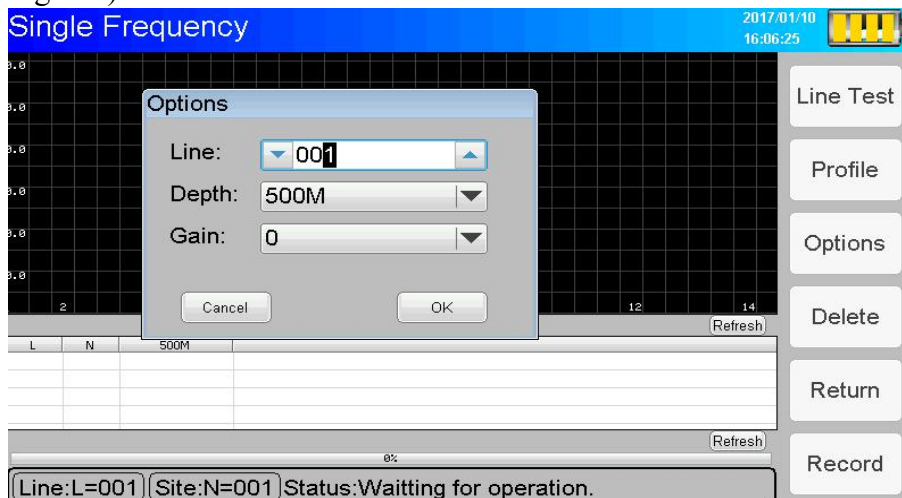 Single Frequency
2017/01/10
16:06:25
Line Test
Profile
Options
Delete
Return
Record
Options
Line: 001
Depth: 500M
Gain: 0
Cancel
OK
2
12
14
Refresh
L N 500M
Refresh
0%
Line:L=001 Site:N=001 Status:Waitting for operation.